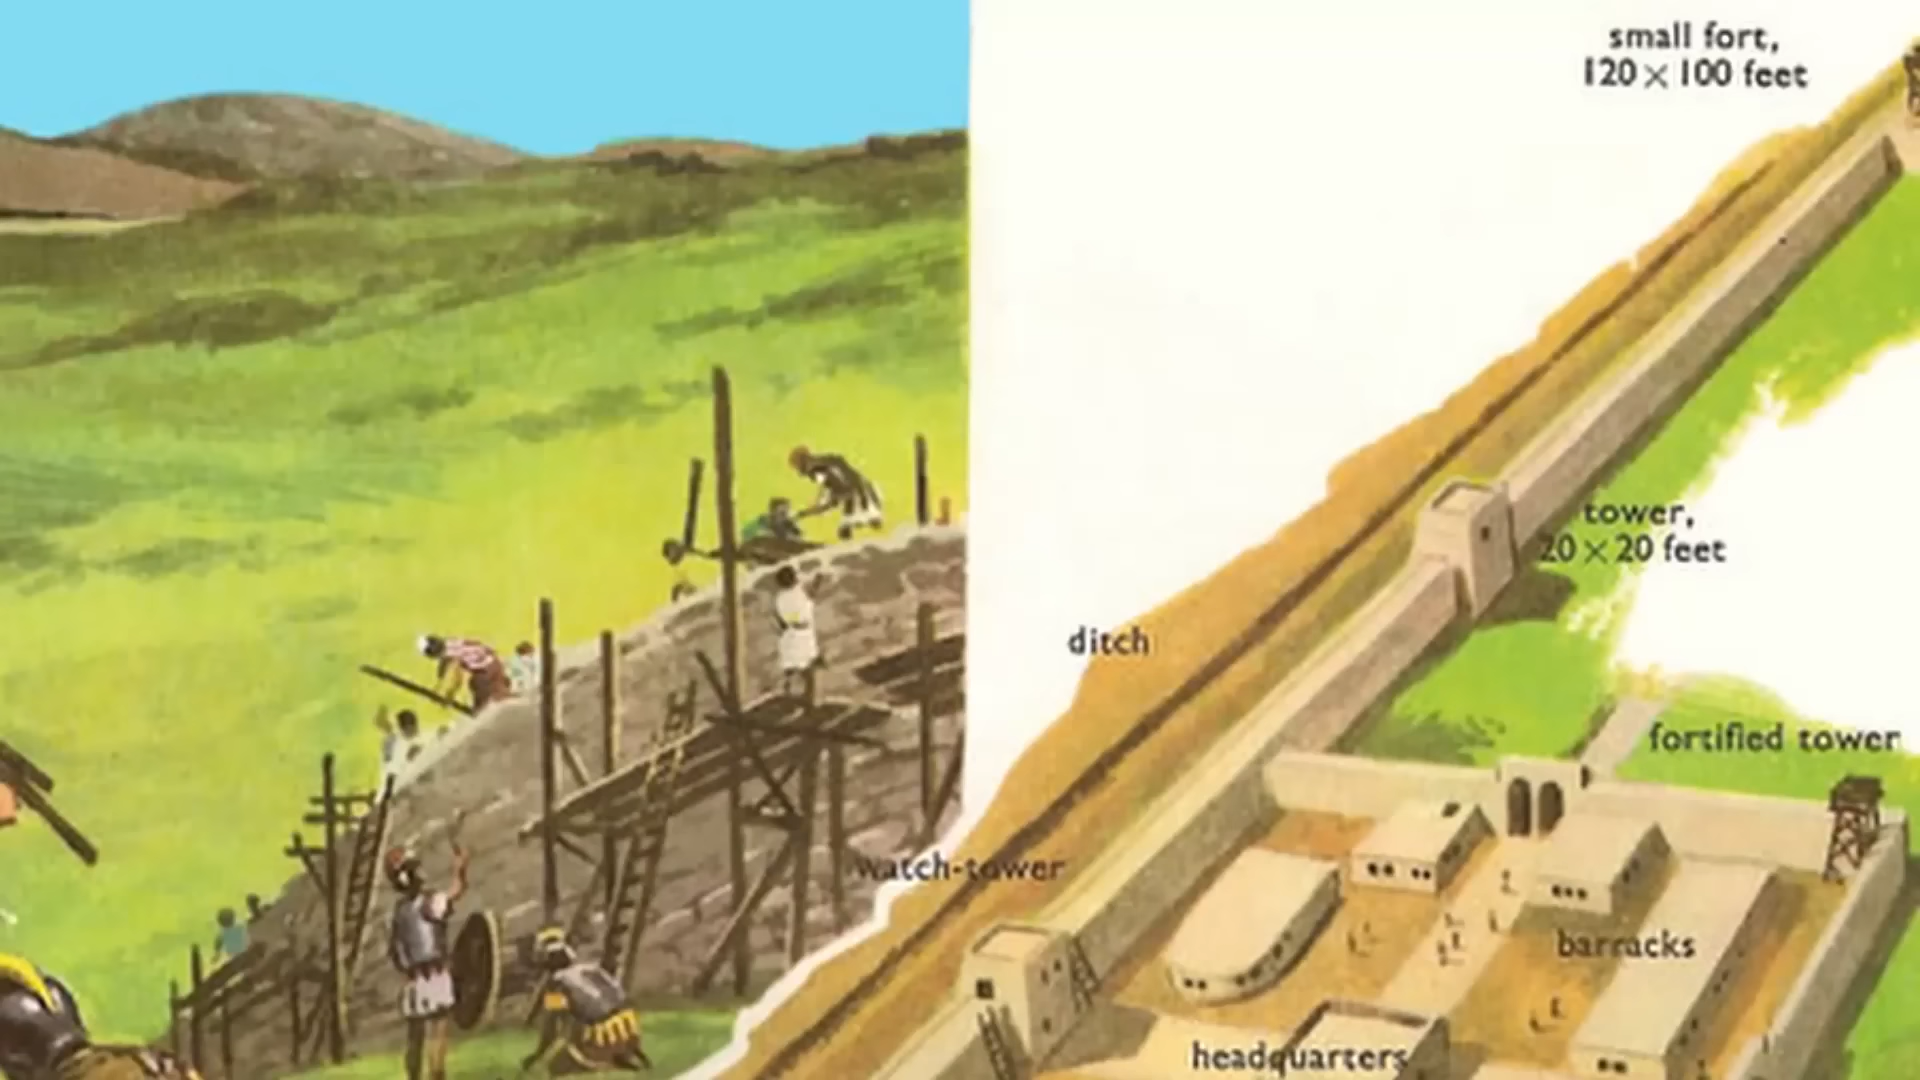 small fort,
120 × 100 feet
tower,
20 × 20 feet
ditch
fortified tower
watch-tower
barracks
headquarters